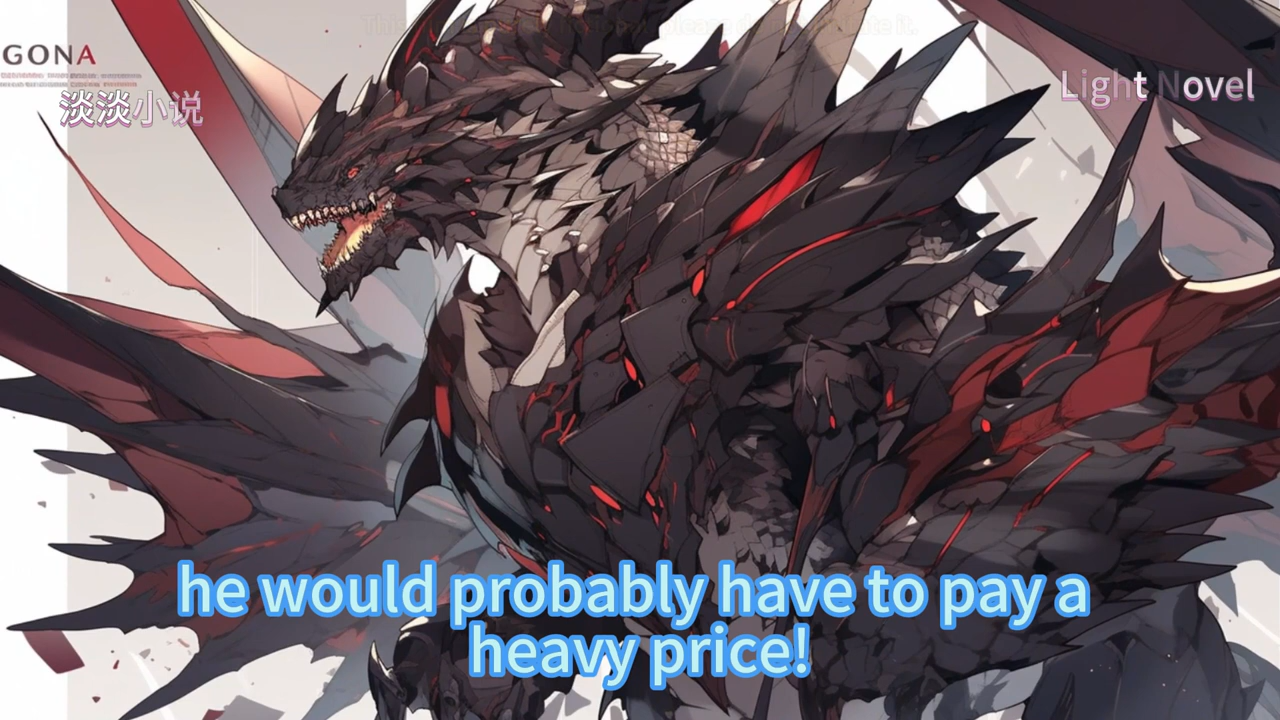 GONA
淡淡小说
Light Novel
he would probably have to pay a
heavy price!